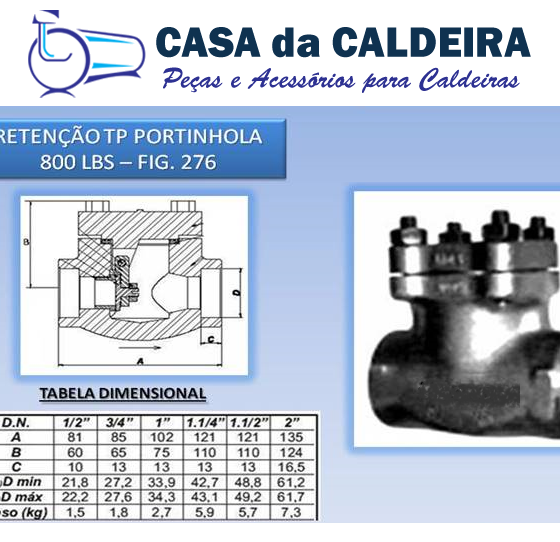 CASA da CALDEIRA
Peças e Acessórios para Caldeiras
RETENÇÃO TP PORTINHOLA
800 LBS – FIG. 276
B
D
C
A
TABELA DIMENSIONAL
D.N. 1/2” 3/4” 1” 1.1/4” 1.1/2” 2”
A 81 85 102 121 121 135
B 60 65 75 110 110 124
C 10 13 13 13 13 16,5
D min 21,8 27,2 33,9 42,7 48,8 61,2
D máx 22,2 27,6 34,3 43,1 49,2 61,7
so (kg) 1,5 1,8 2,7 5,9 5,7 7,3